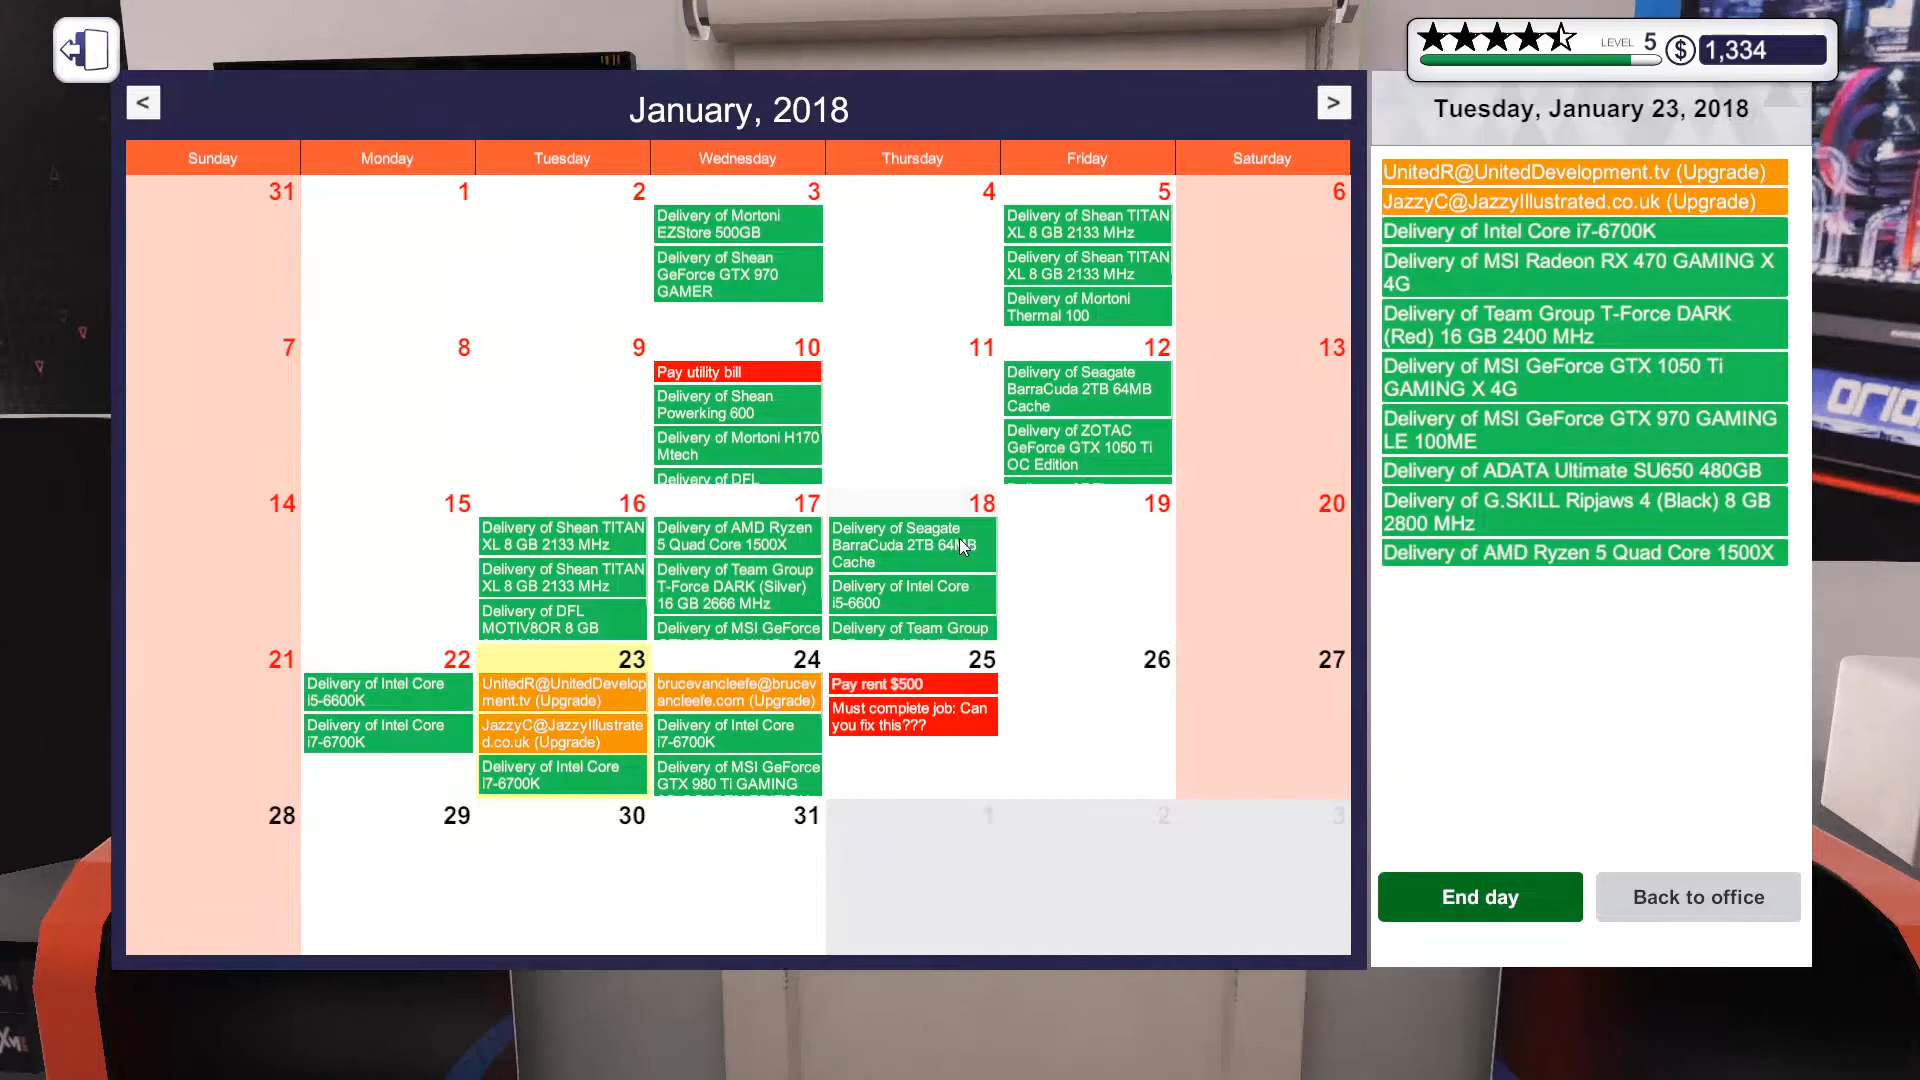 LEVEL 5
$ 1,334
<
January, 2018
>
Sunday
Monday
Tuesday
Wednesday
Thursday
Friday
Saturday
31
1
2
3
Delivery of Mortoni
EZStore 500GB
Delivery of Shean
GeForce GTX 970
GAMER
4
5
Delivery of Shean TITAN
XL 8 GB 2133 MHz
Delivery of Shean TITAN
XL 8 GB 2133 MHz
Delivery of Mortoni
Thermal 100
6
7
8
9
10
Pay utility bill
Delivery of Shean
Powerking 600
Delivery of Mortoni H170
Mtech
Delivery of DFL
11
12
Delivery of Seagate
BarraCuda 2TB 64MB
Cache
Delivery of ZOTAC
GeForce GTX 1050 Ti
OC Edition
13
14
15
16
Delivery of Shean TITAN
XL 8 GB 2133 MHz
Delivery of Shean TITAN
XL 8 GB 2133 MHz
Delivery of DFL
MOTIV8OR 8 GB
17
Delivery of AMD Ryzen
5 Quad Core 1500X
Delivery of Team Group
T-Force DARK (Silver)
16 GB 2666 MHz
Delivery of MSI GeForce
18
Delivery of Seagate
BarraCuda 2TB 64MB
Cache
Delivery of Intel Core
i5-6600
Delivery of Team Group
19
20
21
22
Delivery of Intel Core
i5-6600K
Delivery of Intel Core
i7-6700K
23
UnitedR@UnitedDevelop
ment.tv (Upgrade)
JazzyC@JazzyIllustrate
d.co.uk (Upgrade)
Delivery of Intel Core
i7-6700K
24
brucevancleefe@brucev
ancleefe.com (Upgrade)
Delivery of Intel Core
i7-6700K
Delivery of MSI GeForce
GTX 980 Ti GAMING
25
Pay rent $500
Must complete job: Can
you fix this???
26
27
28
29
30
31
1
2
3
Tuesday, January 23, 2018
UnitedR@UnitedDevelopment.tv (Upgrade)
JazzyC@JazzyIllustrated.co.uk (Upgrade)
Delivery of Intel Core i7-6700K
Delivery of MSI Radeon RX 470 GAMING X
4G
Delivery of Team Group T-Force DARK
(Red) 16 GB 2400 MHz
Delivery of MSI GeForce GTX 1050 Ti
GAMING X 4G
Delivery of MSI GeForce GTX 970 GAMING
LE 100ME
Delivery of ADATA Ultimate SU650 480GB
Delivery of G.SKILL Ripjaws 4 (Black) 8 GB
2800 MHz
Delivery of AMD Ryzen 5 Quad Core 1500X
End day
Back to office